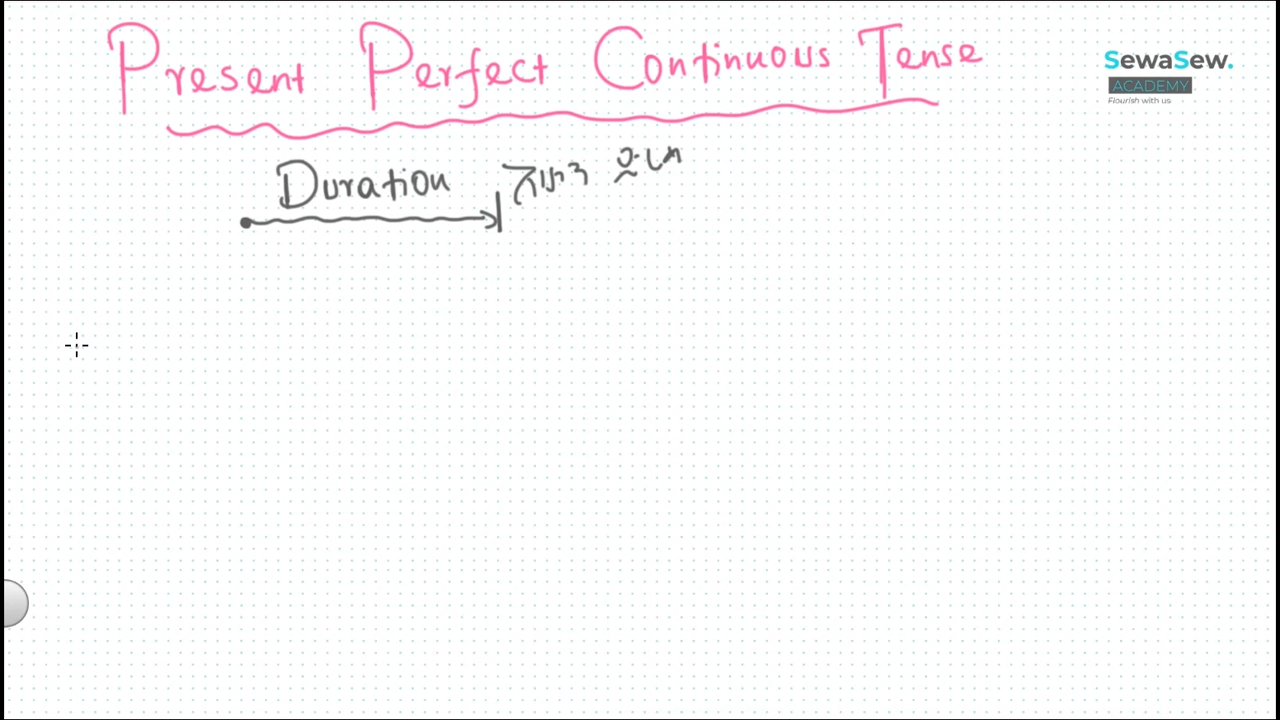 Present Perfect Continuous Tense
SewaSew.
ACADEMY
Flourish with us
Duration